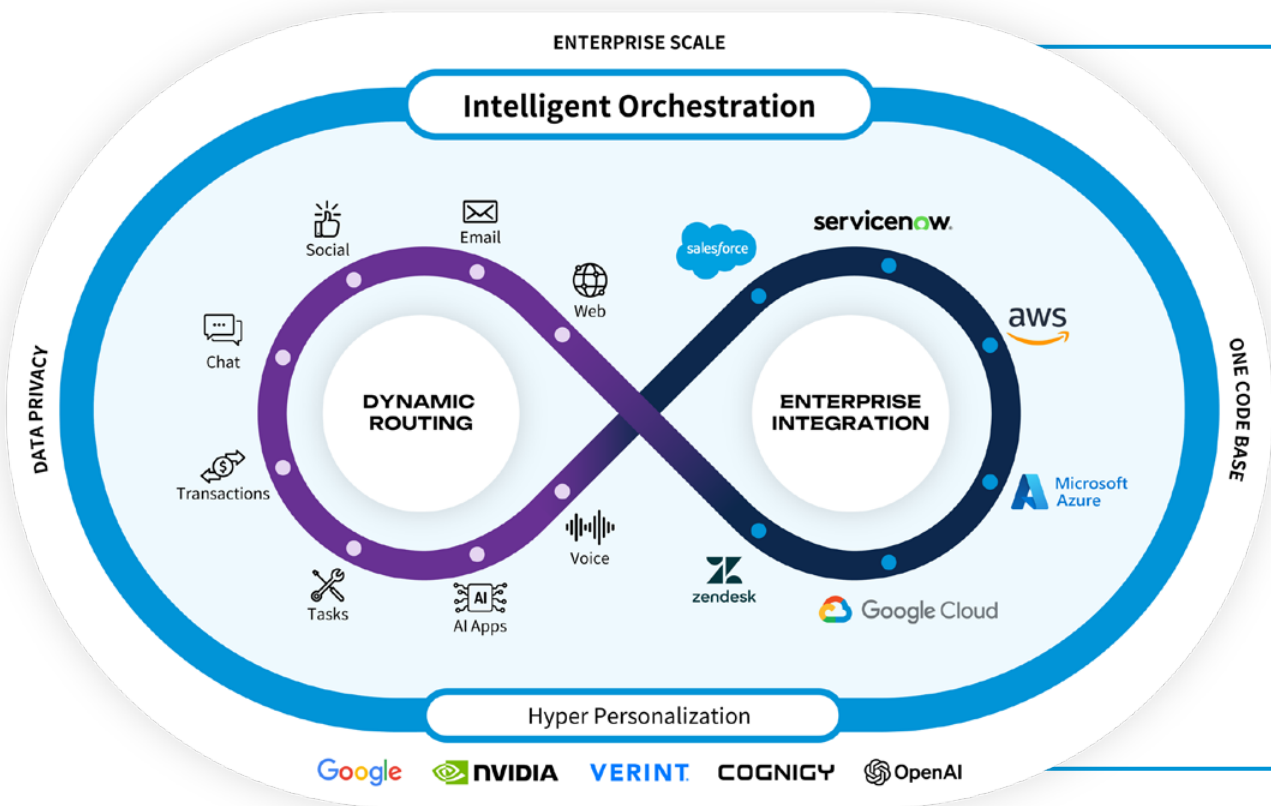 ENTERPRISE SCALE
Intelligent Orchestration
DATA PRIVACY
ONE CODE BASE
Social
Email
Web
Chat
Transactions
Tasks
AI
AI Apps
Voice
DYNAMIC
ROUTING
salesforce
servicenow.
aws
Microsoft
Azure
Google Cloud
zendesk
ENTERPRISE
INTEGRATION
Hyper Personalization
Google
NVIDIA
VERINT.
COGNIGY
OpenAI